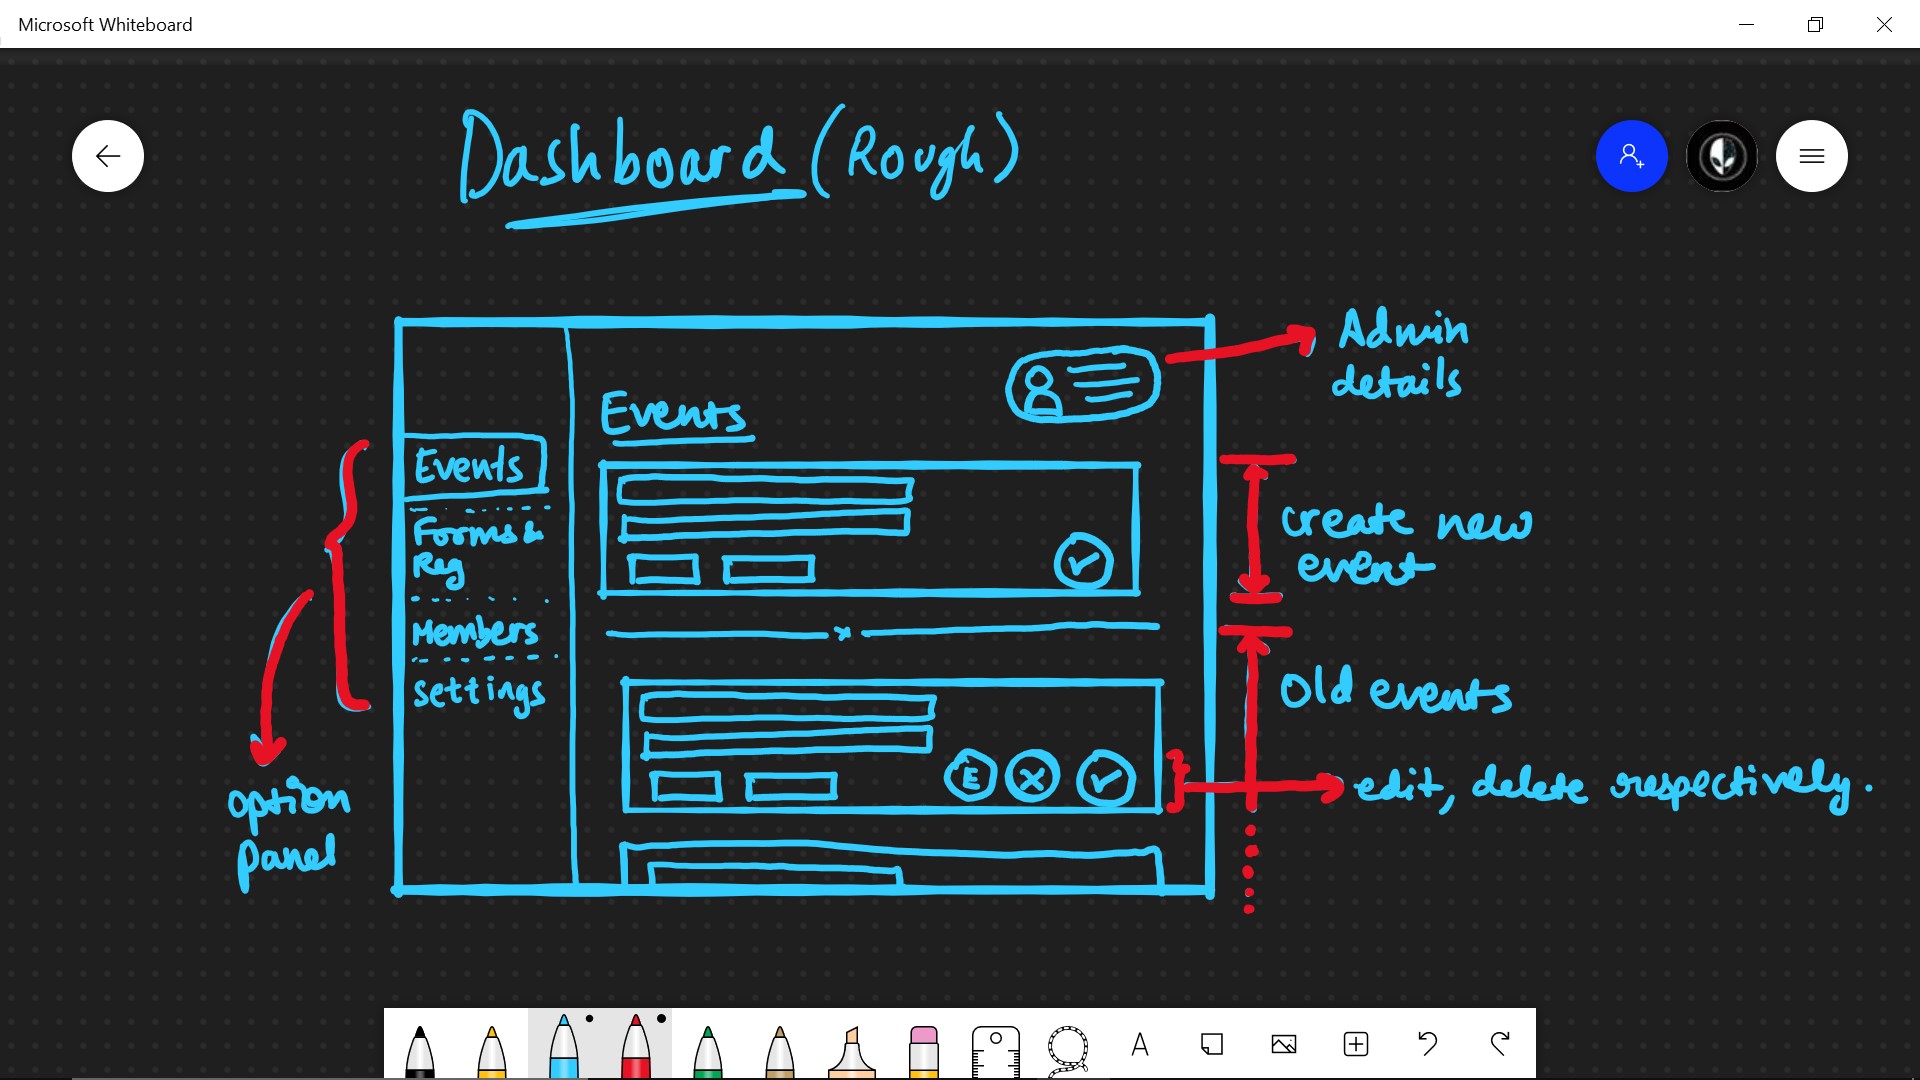 Microsoft Whiteboard
Dashboard (Rough)
Admin
details
Events
Events
Forms &
Reg
Members
Settings
create new
event
Old events
E
edit, delete respectively.
option
panel
A